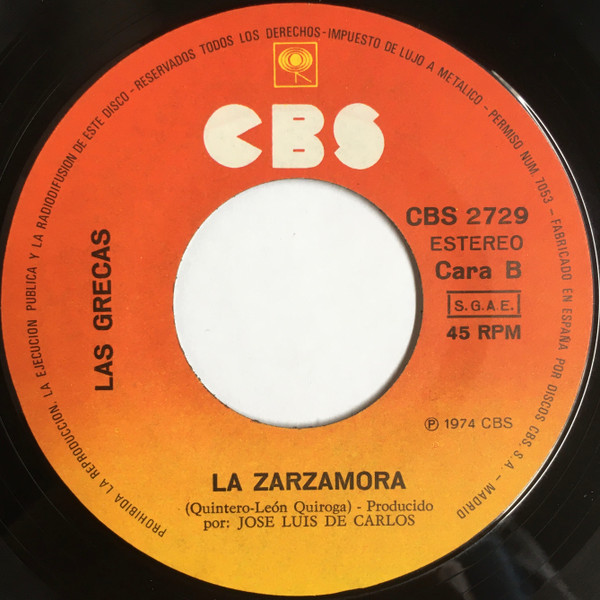 PROHIBIDA LA REPRODUCCION, LA EJECUCION PUBLICA Y LA RADIODIFUSION DE ESTE DISCO - RESERVADOS TODOS LOS DERECHOS - IMPUESTO DE LUJO A METALICO - PERMISO NUM. 7053 - FABRICADO EN ESPAÑA POR DISCOS CBS, S.A. - MADRID
CBS
LAS GRECAS
CBS 2729
ESTEREO
Cara B
S.G.A.E.
45 RPM
Ⓟ 1974 CBS
LA ZARZAMORA
(Quintero-León Quiroga) - Producido
por: JOSE LUIS DE CARLOS